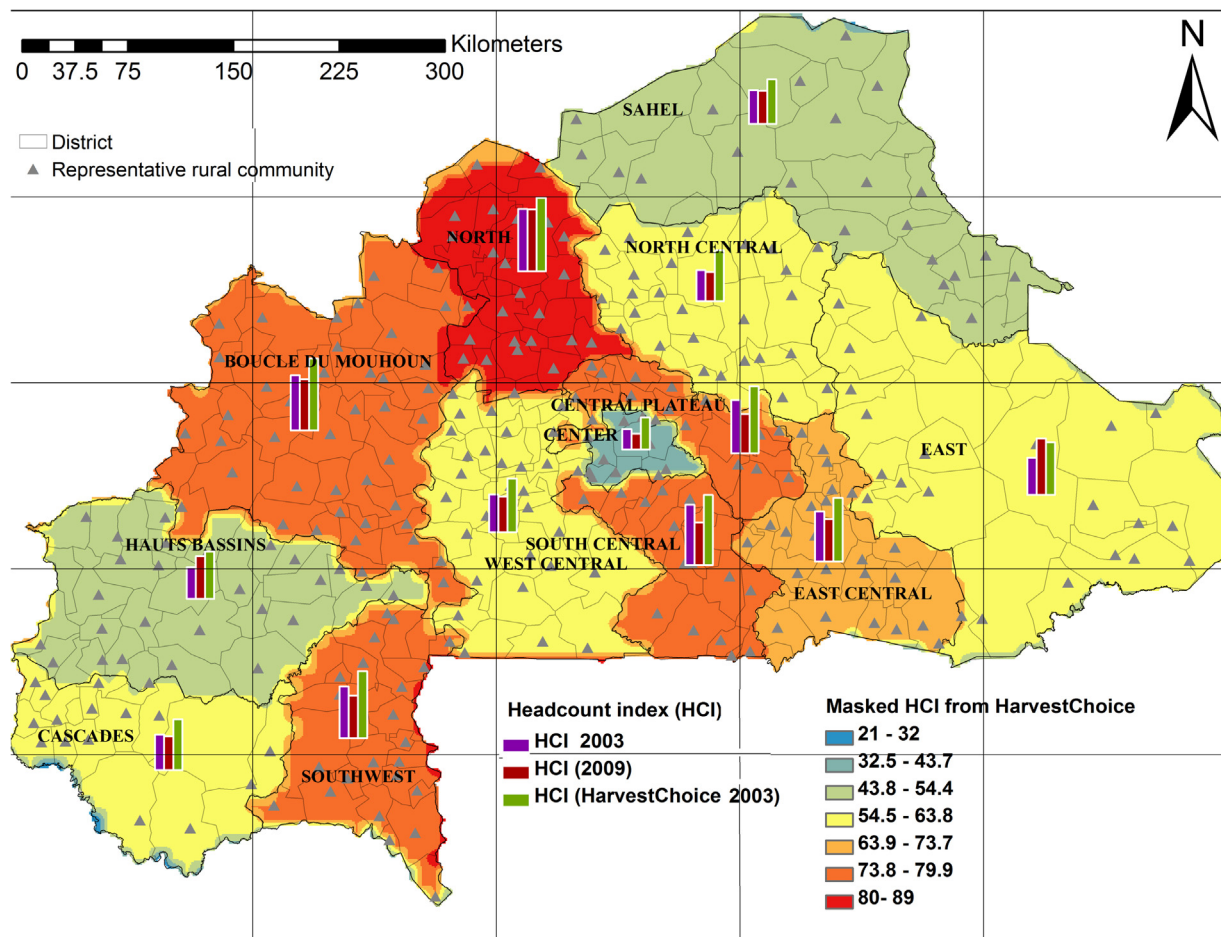 N
Kilometers
0 37.5 75 150 225 300
District
Representative rural community
SAHEL
NORTH
NORTH CENTRAL
BOUCLE DU MOUHOUN
CENTRAL PLATEAU
CENTER
EAST
HAUTS BASSINS
SOUTH CENTRAL
WEST CENTRAL
EAST CENTRAL
CASCADES
SOUTHWEST
Headcount index (HCI)
HCI 2003
HCI (2009)
HCI (HarvestChoice 2003)
Masked HCI from HarvestChoice
21 - 32
32.5 - 43.7
43.8 - 54.4
54.5 - 63.8
63.9 - 73.7
73.8 - 79.9
80- 89